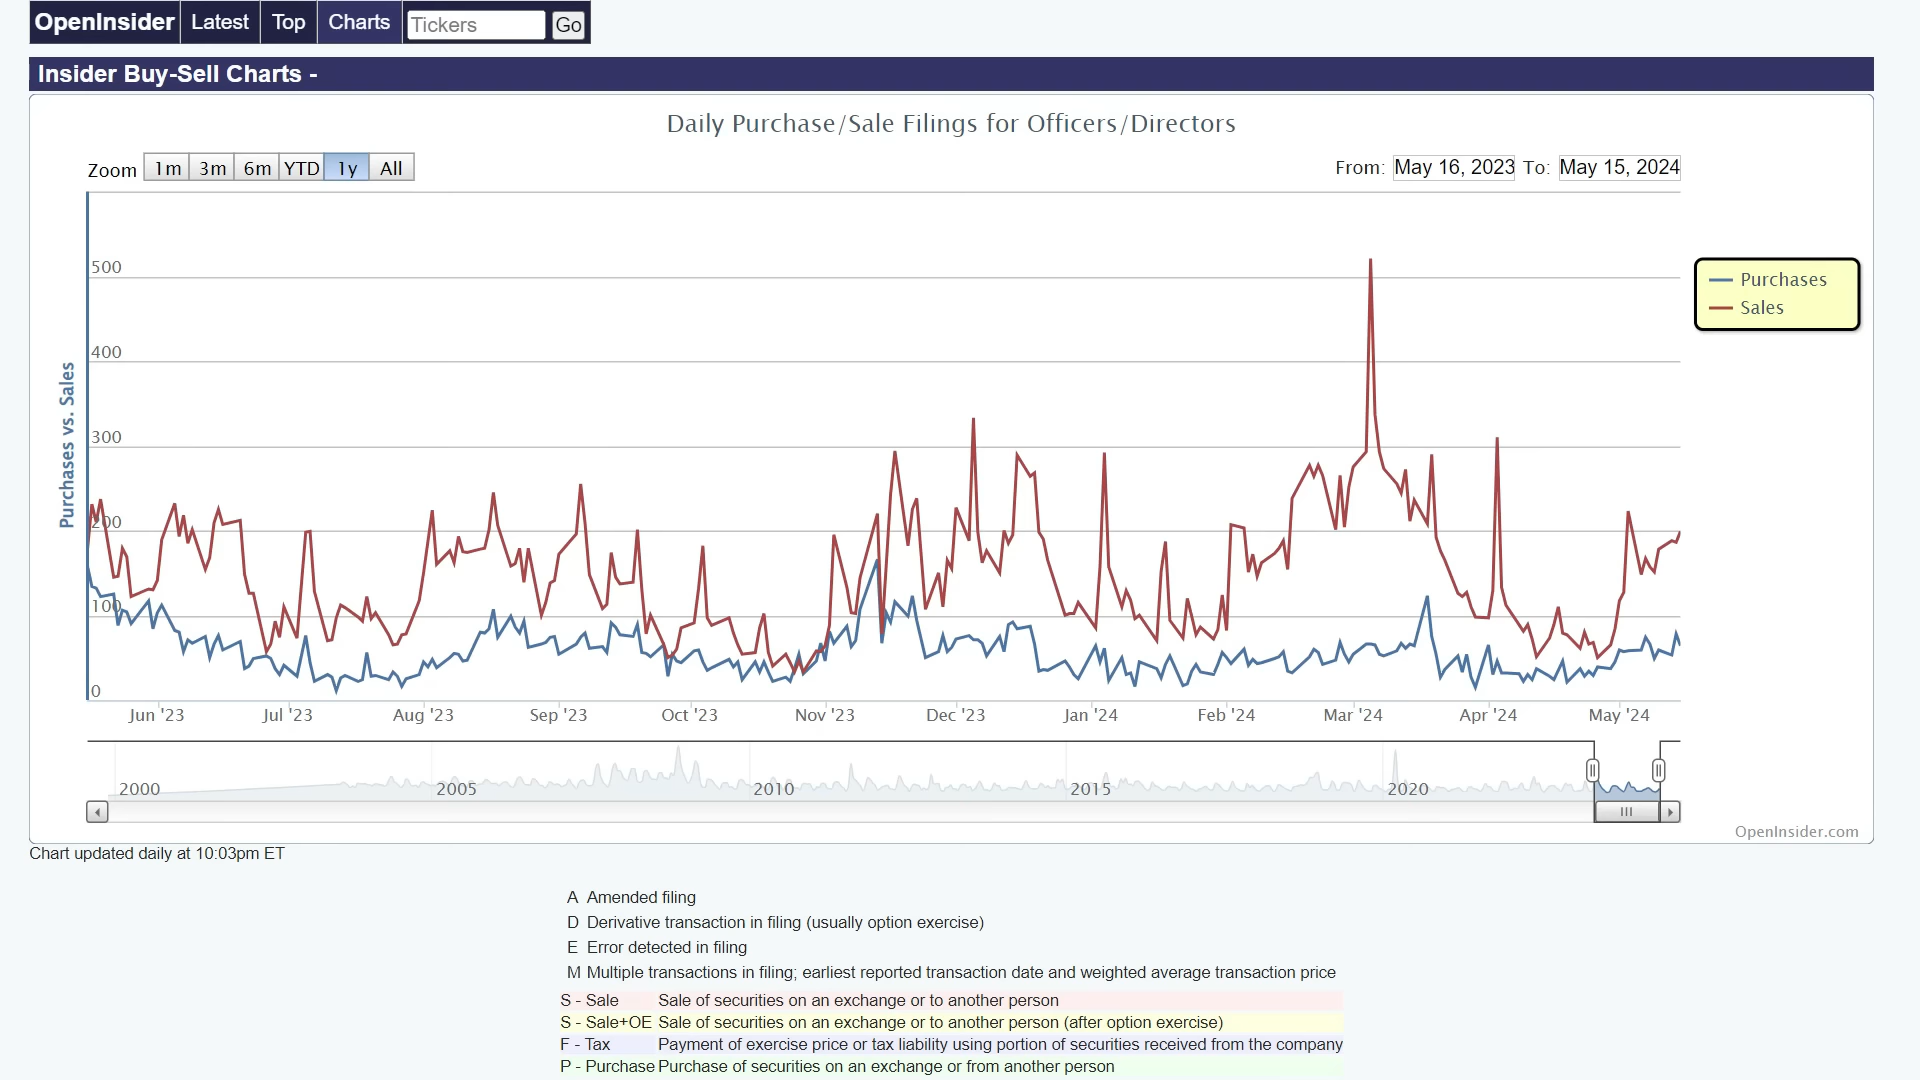 OpenInsider Latest Top Charts Tickers Go
Insider Buy-Sell Charts -
Daily Purchase/Sale Filings for Officers/Directors
Zoom 1m 3m 6m YTD 1y All From: May 16, 2023 To: May 15, 2024
Purchases vs. Sales
500
400
300
200
100
0
Purchases
Sales
Jun '23 Jul '23 Aug '23 Sep '23 Oct '23 Nov '23 Dec '23 Jan '24 Feb '24 Mar '24 Apr '24 May '24
2000 2005 2010 2015 2020
OpenInsider.com
Chart updated daily at 10:03pm ET
A Amended filing
D Derivative transaction in filing (usually option exercise)
E Error detected in filing
M Multiple transactions in filing; earliest reported transaction date and weighted average transaction price
S - Sale Sale of securities on an exchange or to another person
S - Sale+OE Sale of securities on an exchange or to another person (after option exercise)
F - Tax Payment of exercise price or tax liability using portion of securities received from the company
P - Purchase Purchase of securities on an exchange or from another person